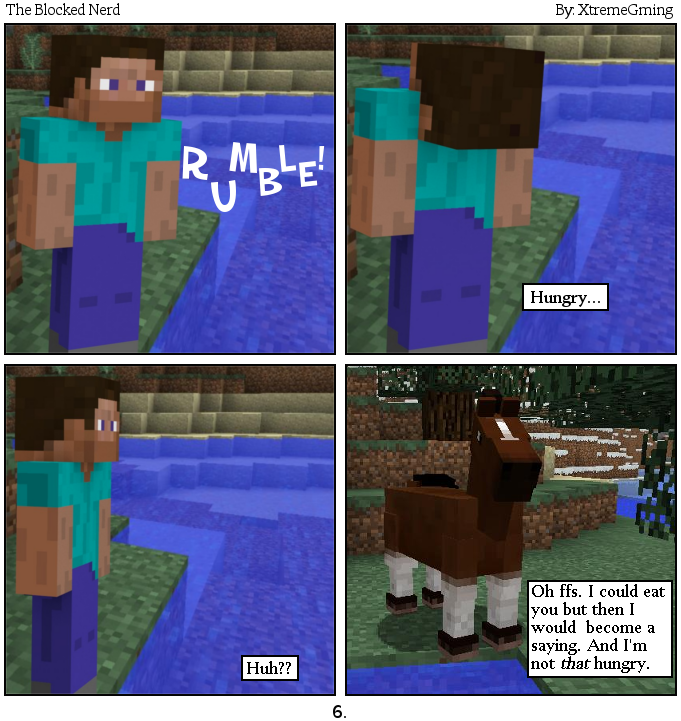 The Blocked Nerd
By: XtremeGming
RUMBLE!
Hungry...
Huh??
Oh ffs. I could eat
you but then I
would become a
saying. And I'm
not that hungry.
6.